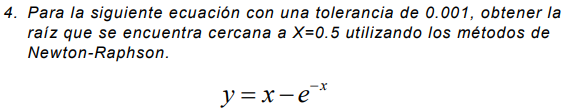 4. Para la siguiente ecuación con una tolerancia de 0.001, obtener la
raíz que se encuentra cercana a X=0.5 utilizando los métodos de
Newton-Raphson.
y = x − e⁻ˣ